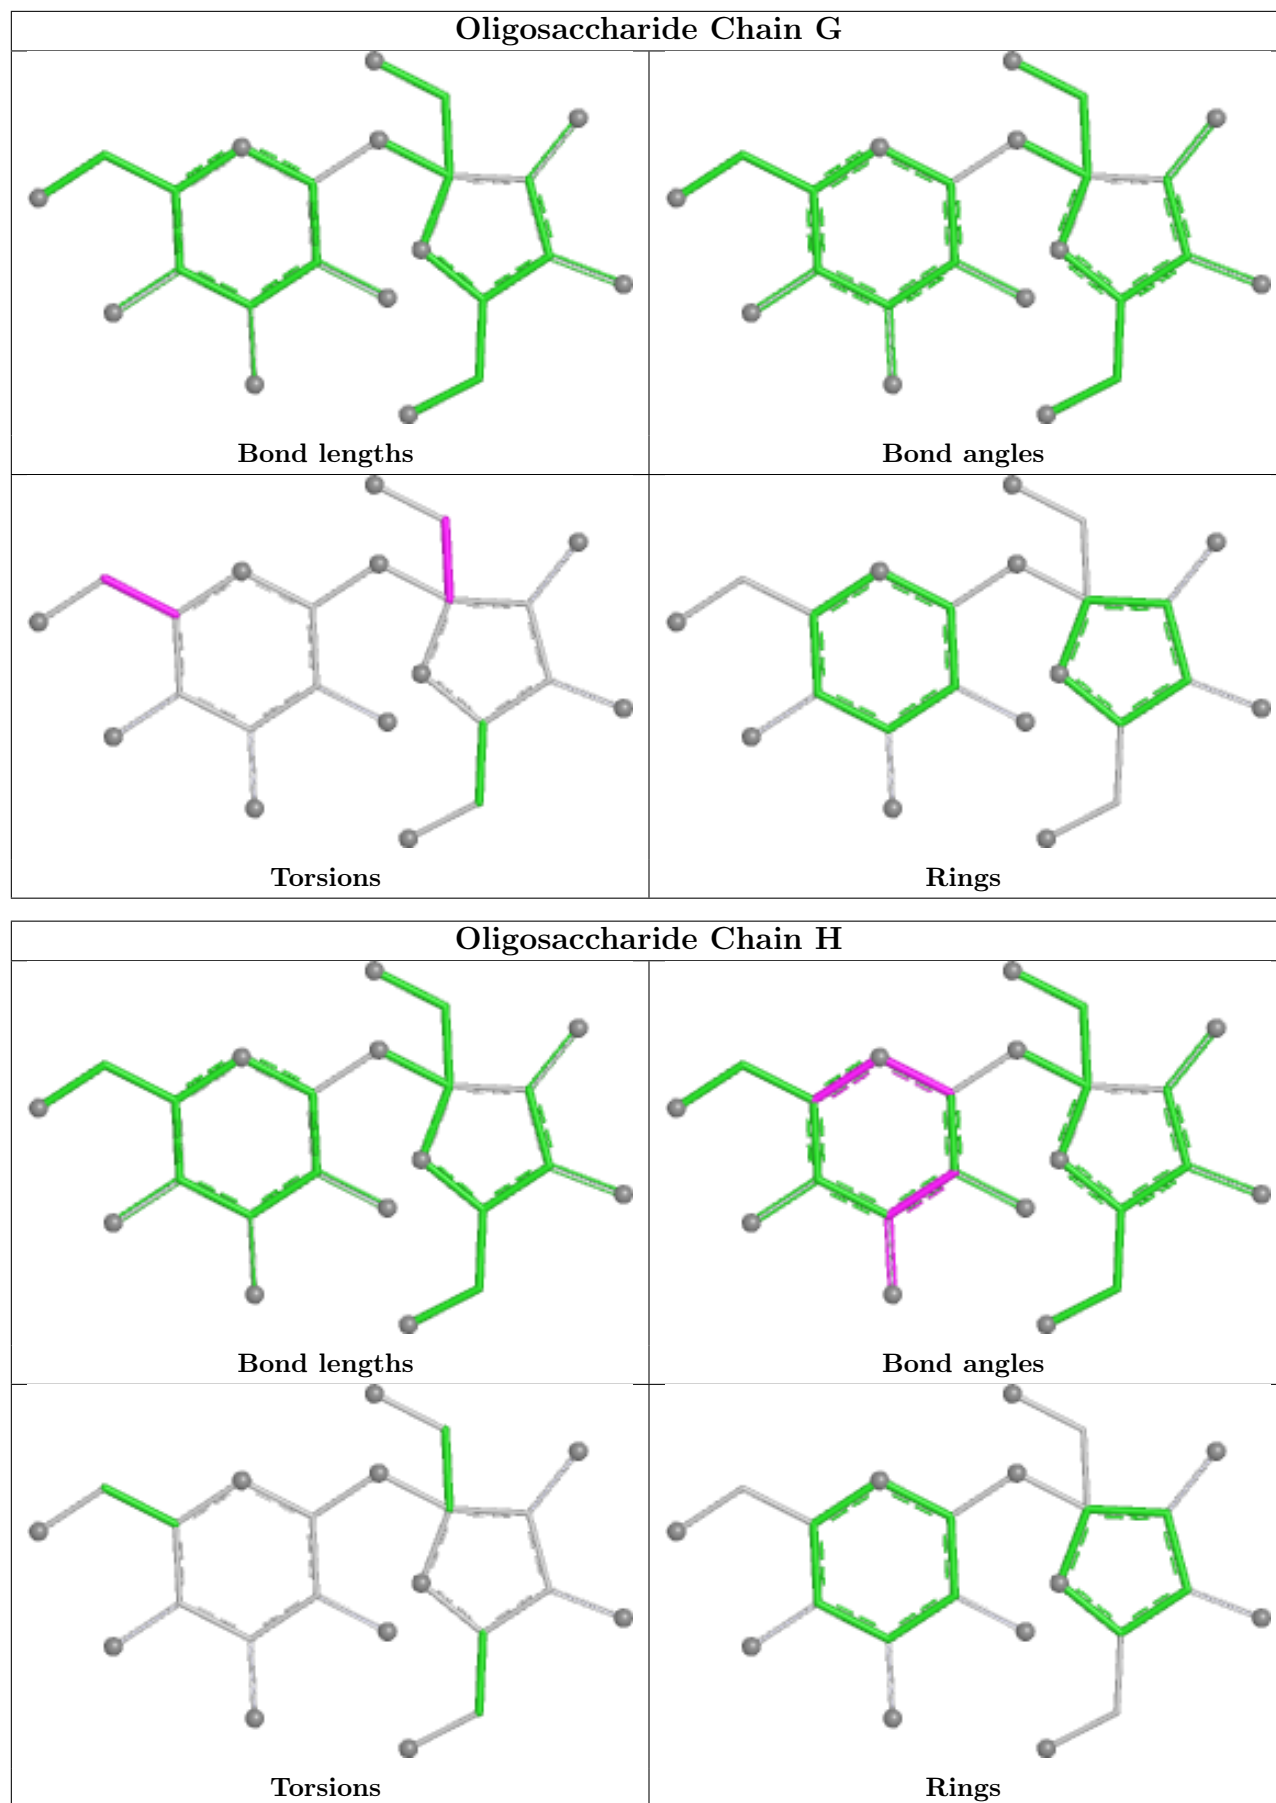 Oligosaccharide Chain G
Bond lengths
Bond angles
Torsions
Rings
Oligosaccharide Chain H
Bond lengths
Bond angles
Torsions
Rings